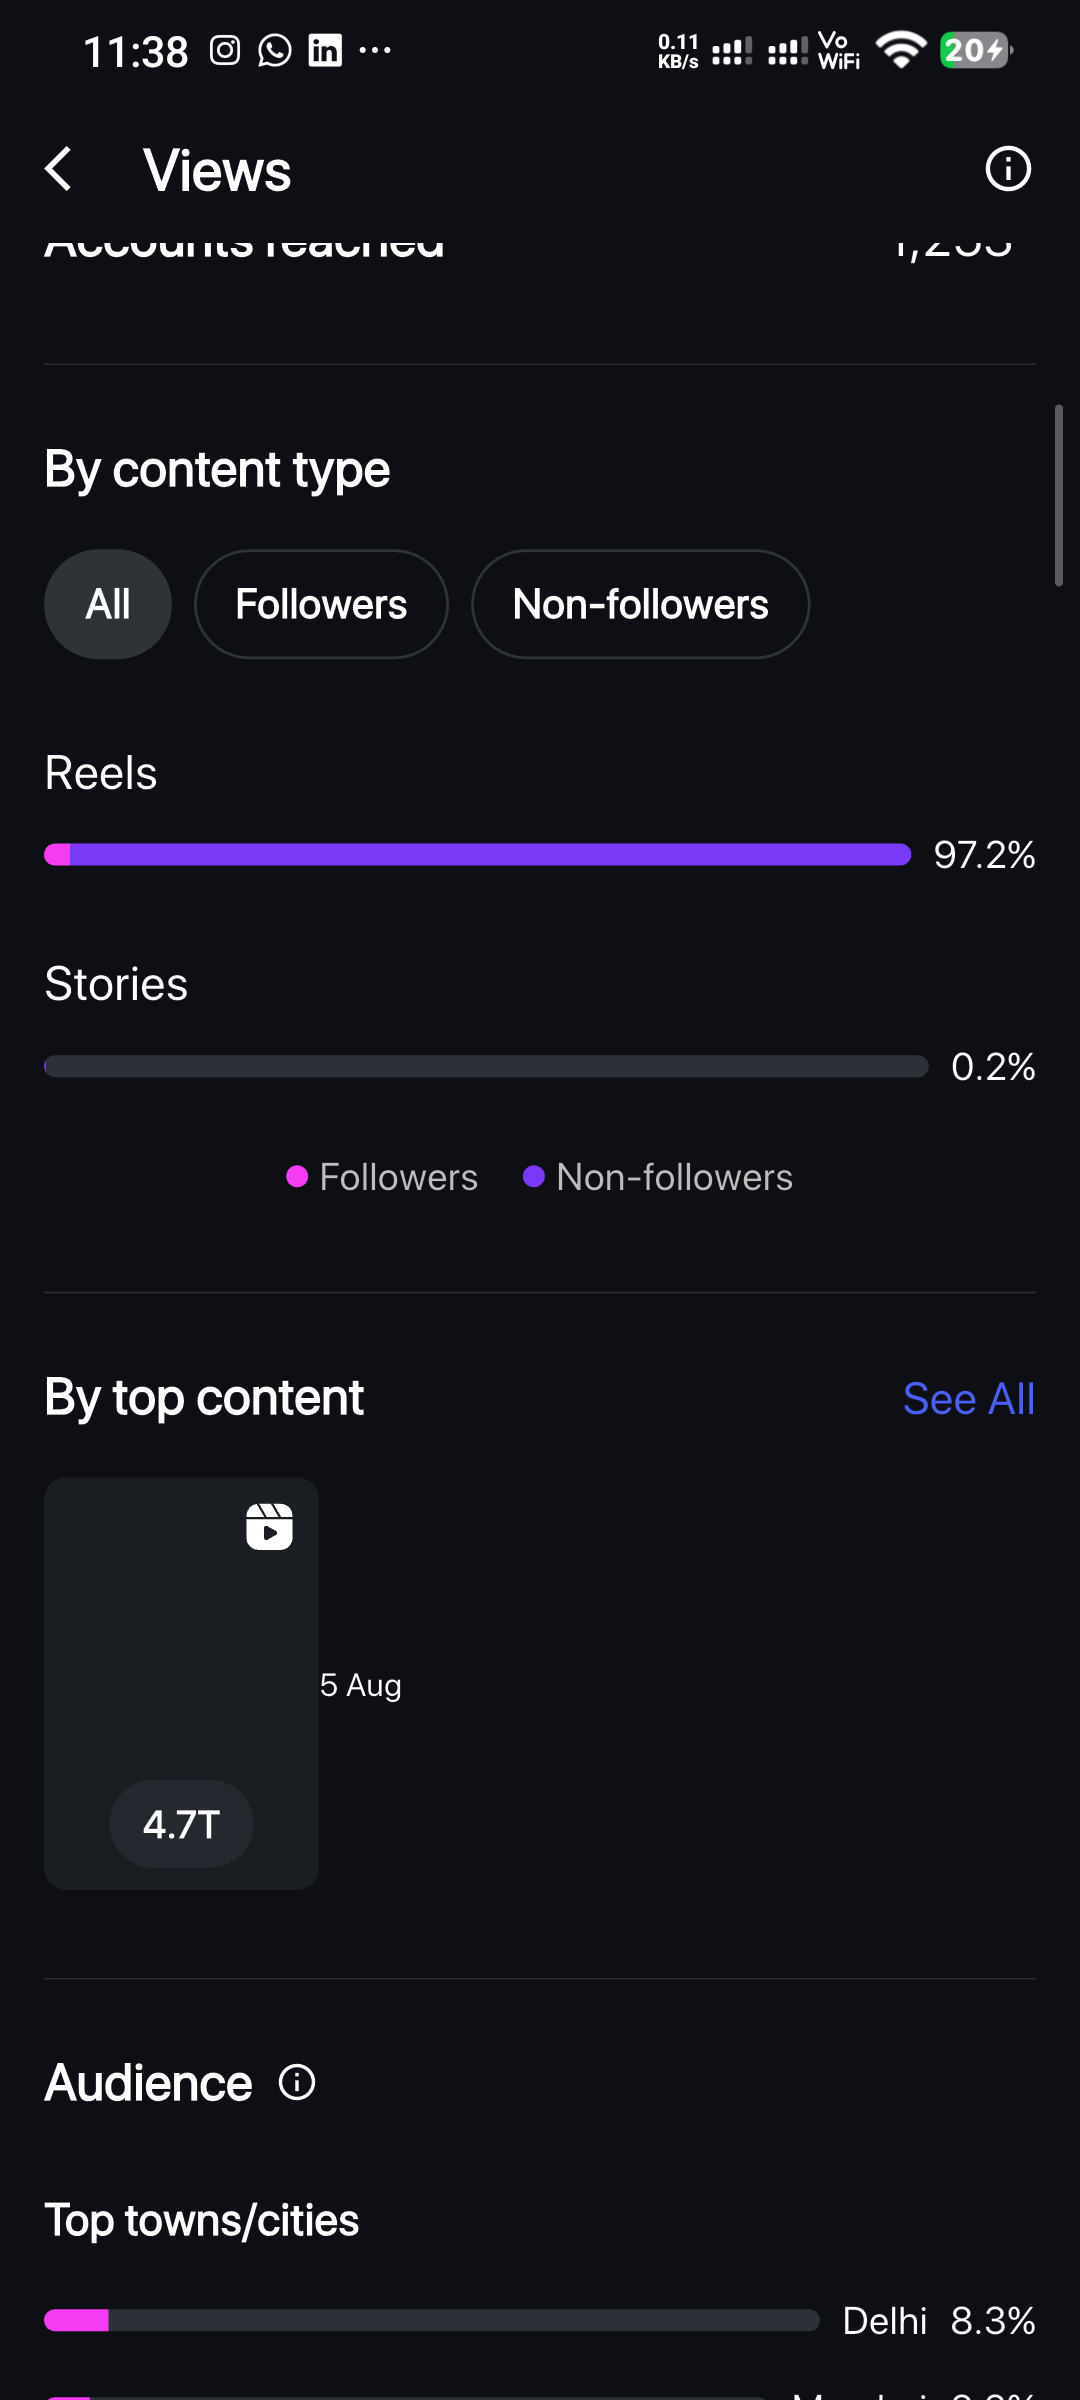 11:38
0.11 KB/s
Vo WiFi
20
Views
Accounts reached
By content type
All Followers Non-followers
Reels
97.2%
Stories
0.2%
Followers Non-followers
By top content See All
5 Aug
4.7T
Audience
Top towns/cities
Delhi 8.3%